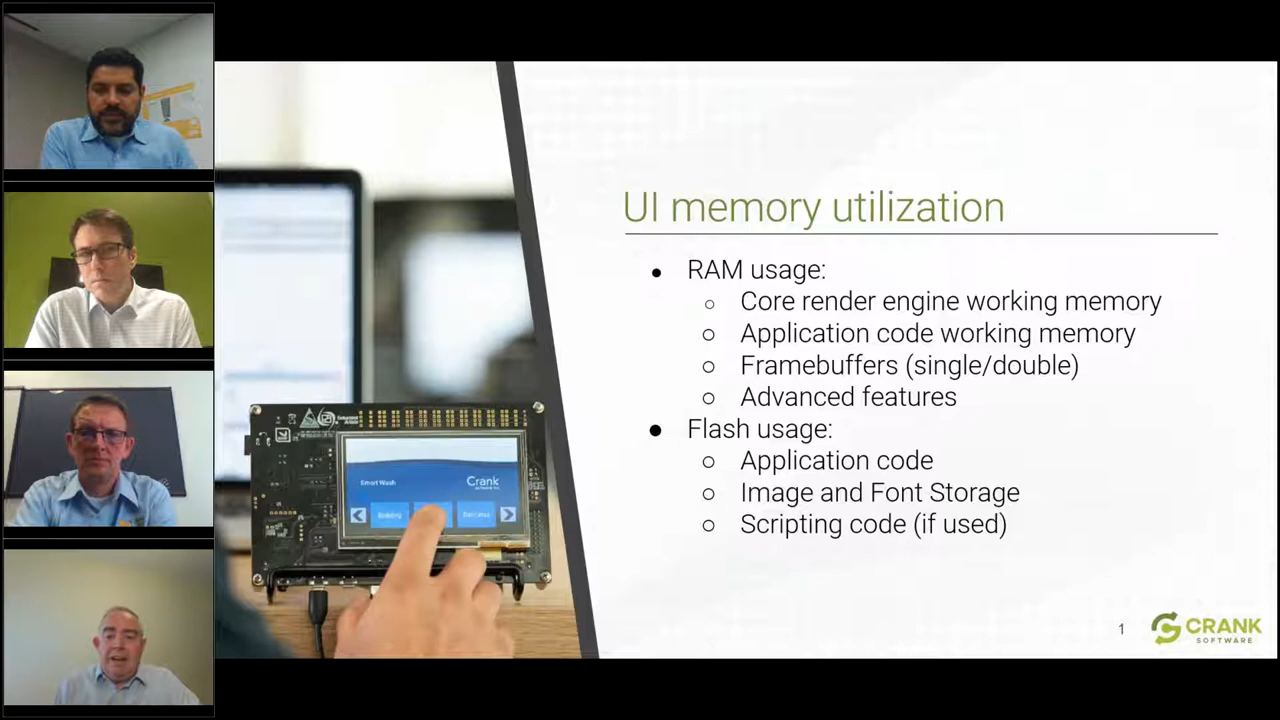 UI memory utilization
RAM usage:
Core render engine working memory
Application code working memory
Framebuffers (single/double)
Advanced features
Flash usage:
Application code
Image and Font Storage
Scripting code (if used)
Smart Wash
Crank
1
CRANK
SOFTWARE